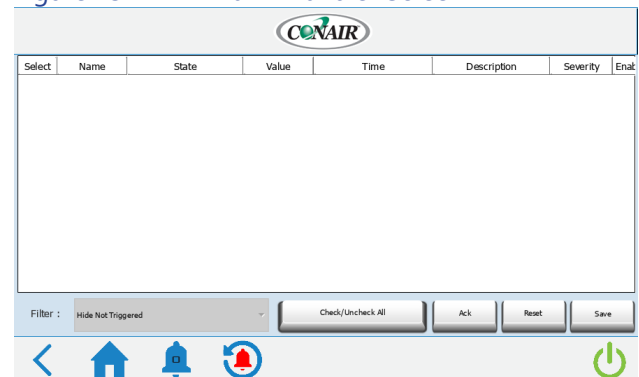 CONAIR
Select Name State Value Time Description Severity Enab
Filter : Hide Not Triggered Check/Uncheck All Ack Reset Save
0